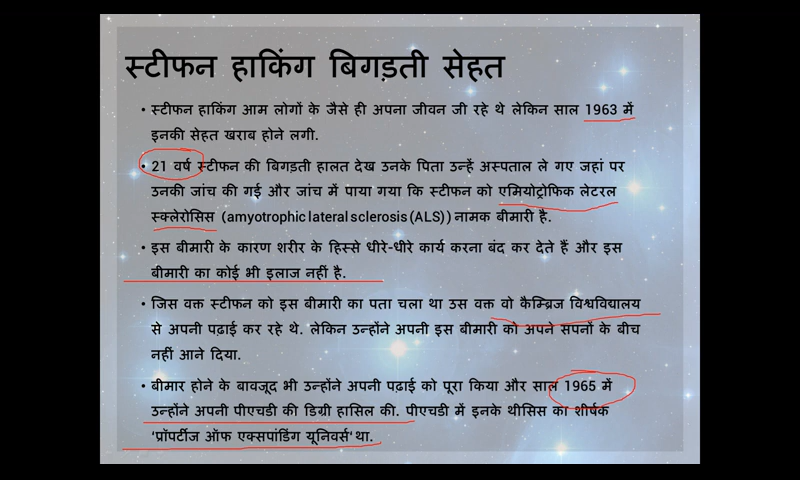 स्टीफन हाकिंग बिगड़ती सेहत
• स्टीफन हाकिंग आम लोगों के जैसे ही अपना जीवन जी रहे थे लेकिन साल 1963 में
इनकी सेहत खराब होने लगी.
• 21 वर्ष स्टीफन की बिगड़ती हालत देख उनके पिता उन्हें अस्पताल ले गए जहां पर
उनकी जांच की गई और जांच में पाया गया कि स्टीफन को एमियोट्रोफिक लेटरल
स्क्लेरोसिस (amyotrophic lateral sclerosis (ALS)) नामक बीमारी है.
• इस बीमारी के कारण शरीर के हिस्से धीरे-धीरे कार्य करना बंद कर देते हैं और इस
बीमारी का कोई भी इलाज नहीं है.
• जिस वक्त स्टीफन को इस बीमारी का पता चला था उस वक्त वो कैम्ब्रिज विश्वविद्यालय
से अपनी पढ़ाई कर रहे थे. लेकिन उन्होंने अपनी इस बीमारी को अपने सपनों के बीच
नहीं आने दिया.
• बीमार होने के बावजूद भी उन्होंने अपनी पढ़ाई को पूरा किया और साल 1965 में
उन्होंने अपनी पीएचडी की डिग्री हासिल की. पीएचडी में इनके थीसिस का शीर्षक
'प्रॉपर्टीज ऑफ एक्सपांडिंग यूनिवर्स' था.